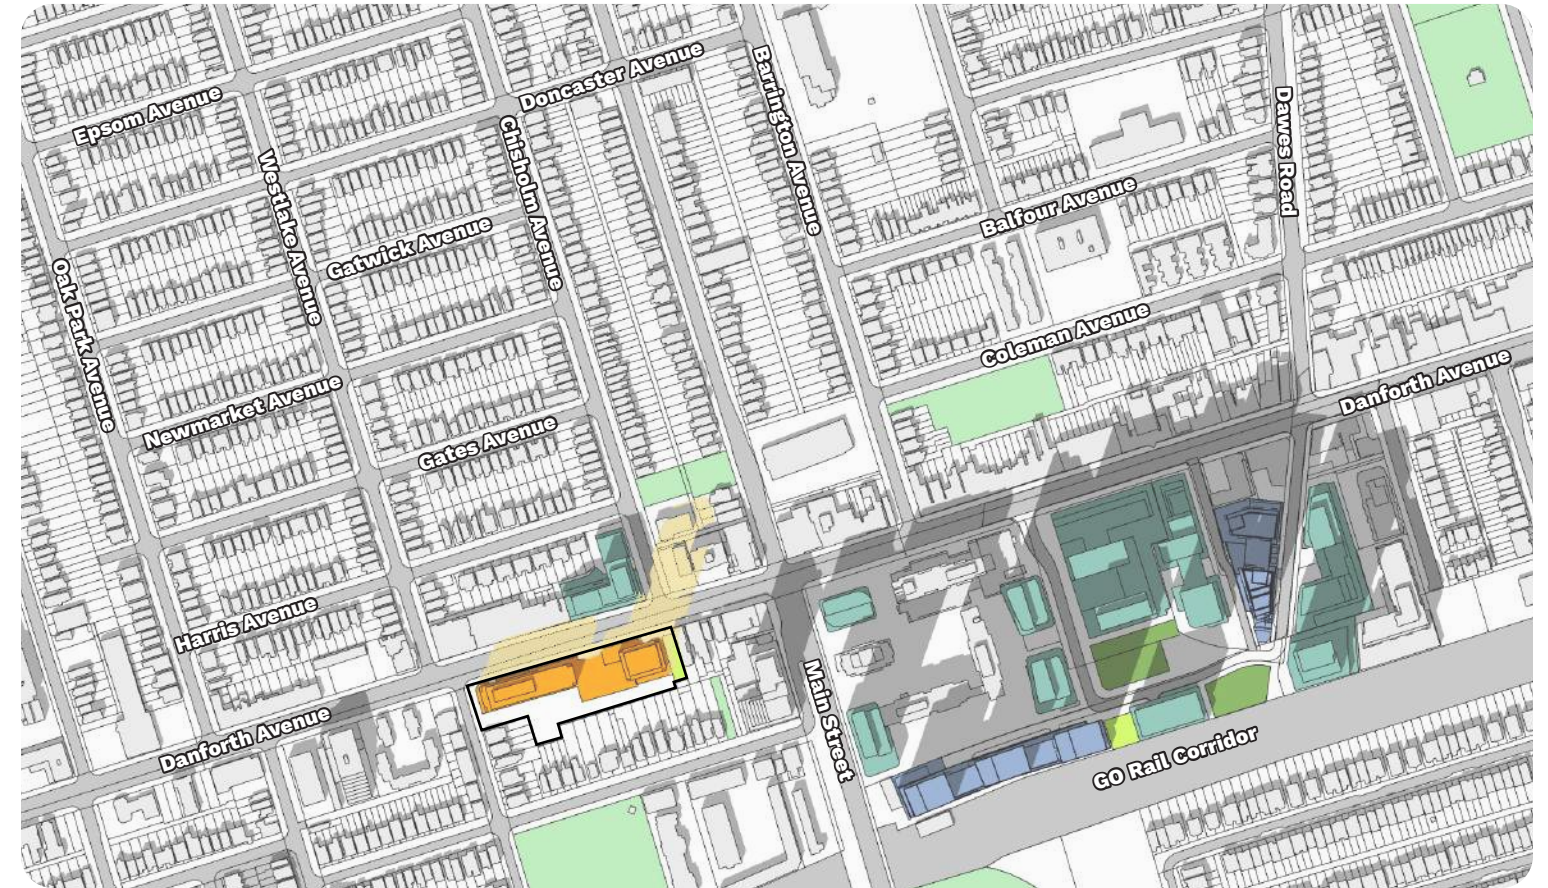 Epsom Avenue
Doncaster Avenue
Barrington Avenue
Dawes Road
Chisholm Avenue
Westlake Avenue
Balfour Avenue
Gatwick Avenue
Oak Park Avenue
Coleman Avenue
Danforth Avenue
Newmarket Avenue
Gates Avenue
Harris Avenue
Main Street
Danforth Avenue
GO Rail Corridor